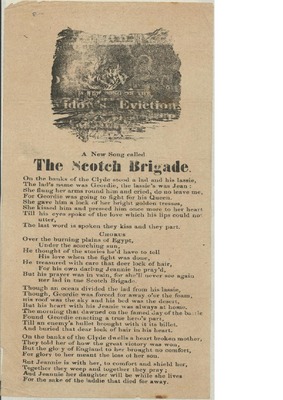 A NEW SONG ON THE
idow's Eviction
A New Song called
The Scotch Brigade.
On the banks of the Clyde stood a lad and his lassie,
The lad's name was Geordie, the lassie's was Jean;
She flung her arms round him and cried, do no leave me,
For Geordie was going to fight for his Queen.
She gave him a lock of her bright golden tresses,
She kissed him and pressed him once more to her heart
Till his eyes spoke of the love which his lips could not
utter,
The last word is spoken they kiss and they part.
CHORUS
Over the burning plains of Egypt,
Under the scorching sun,
He thought of the stories he'd have to tell
His love when the fight was done,
He treasured with care that dear lock of hair,
For his own darling Jeannie he pray'd,
But his prayer was in vain, for she'll never see again
her lad in the Scotch Brigade.
Though an ocean divided the lad from his lassie,
Though, Geordie was forced far away o'er the foam,
His roof was the sky and his bed was the desert,
But his heart with his Jeannie was always at home.
The morning that dawned on the famed day of the battle
Found Geordie enacting a true hero's part,
Till an enemy's bullet brought with it its billet,
And buried that dear lock of hair in his heart.
On the banks of the Clyde dwells a heart broken mother,
They told her of how the great victory was won,
But the glory of England to her brought no comfort,
For glory to her meant the loss of her son.
But Jeannie is with her, to comfort and shield her,
Together they weep and together they pray;
And Jeannie her daughter will be while she lives
For the sake of the laddie that died far away.